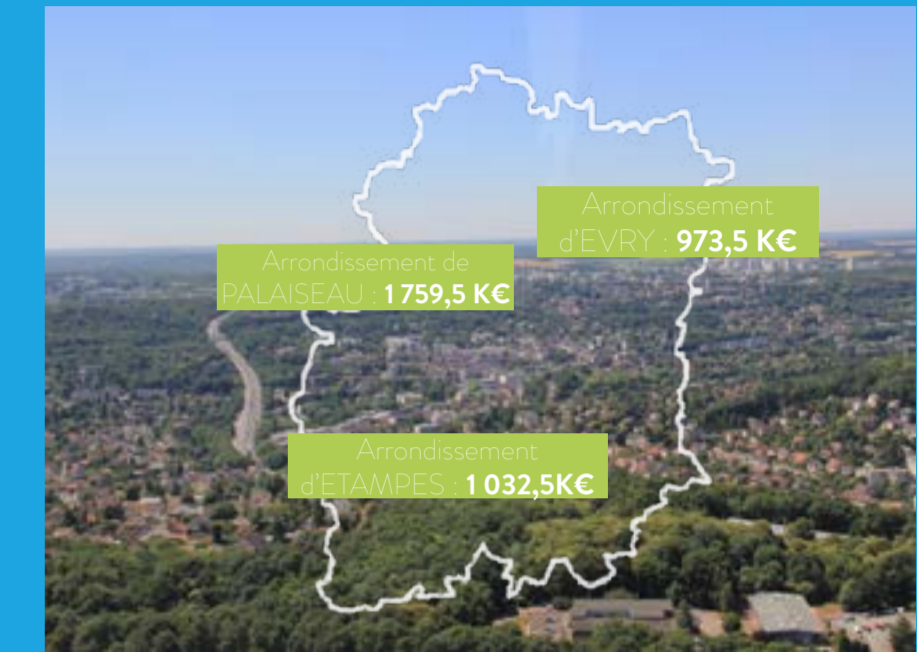 Arrondissement
d'EVRY : 973,5 K€
Arrondissement de
PALAISEAU : 1 759,5 K€
Arrondissement
d'ETAMPES : 1 032,5K€